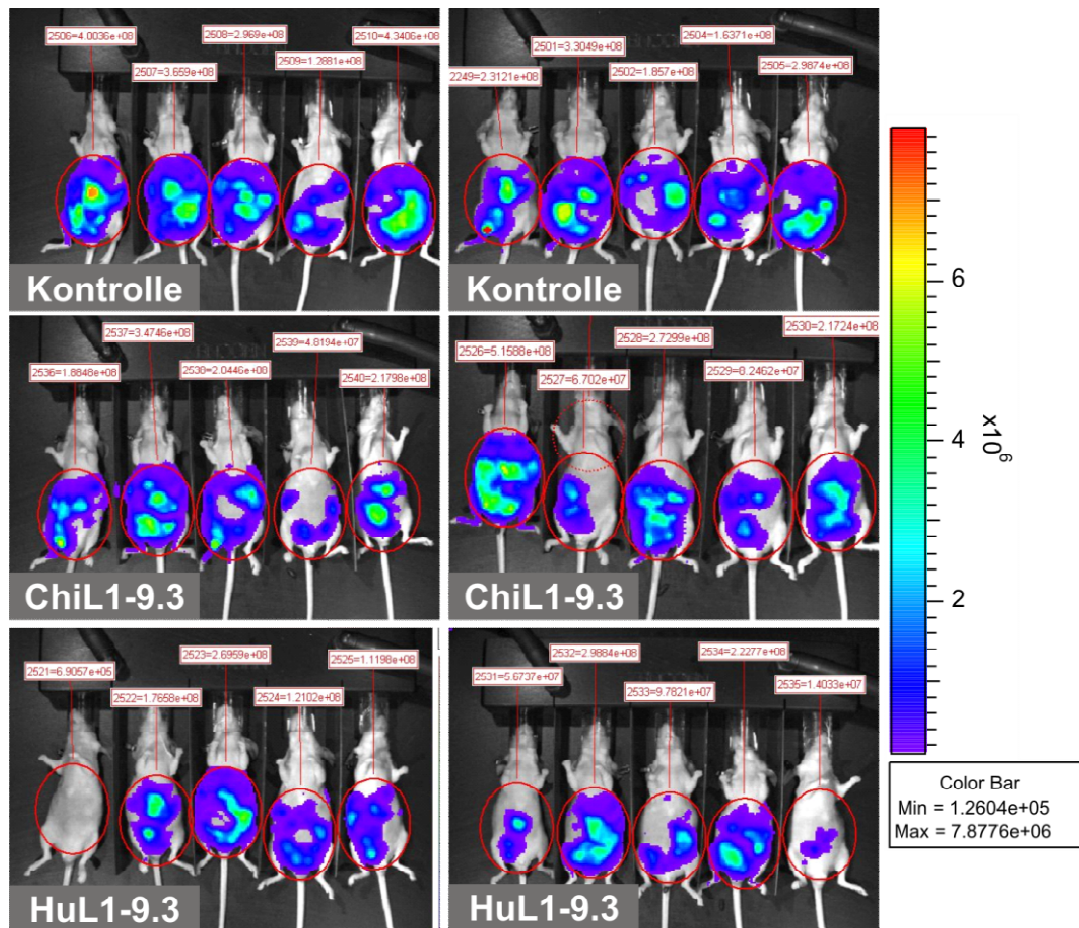 2506=4.0036e+08
2508=2.969e+08
2510=4.3406e+08
2507=3.659e+08
2509=1.2881e+08
Kontrolle
2501=3.3049e+08
2504=1.6371e+08
2249=2.3121e+08
2502=1.857e+08
2505=2.9874e+08
Kontrolle
2537=3.4746e+08
2539=4.8194e+07
2536=1.8848e+08
2538=2.0446e+08
2540=2.1798e+08
ChiL1-9.3
2526=5.1588e+08
2528=2.7299e+08
2530=2.1724e+08
2527=6.702e+07
2529=8.2462e+07
ChiL1-9.3
2521=6.9057e+05
2523=2.6959e+08
2525=1.1198e+08
2522=1.7658e+08
2524=1.2102e+08
HuL1-9.3
2532=2.9884e+08
2534=2.2277e+08
2531=5.6737e+07
2533=9.7821e+07
2535=1.4033e+07
HuL1-9.3
6
4
2
x10⁶
Color Bar
Min = 1.2604e+05
Max = 7.8776e+06